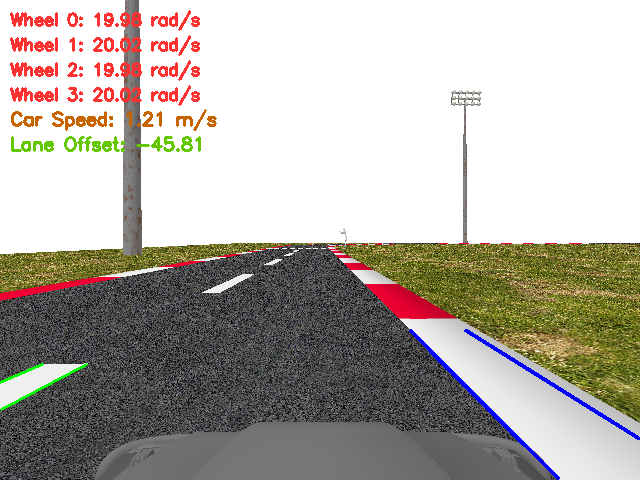 Wheel 0: 19.98 rad/s
Wheel 1: 20.02 rad/s
Wheel 2: 19.98 rad/s
Wheel 3: 20.02 rad/s
Car Speed: 1.21 m/s
Lane Offset: -45.81